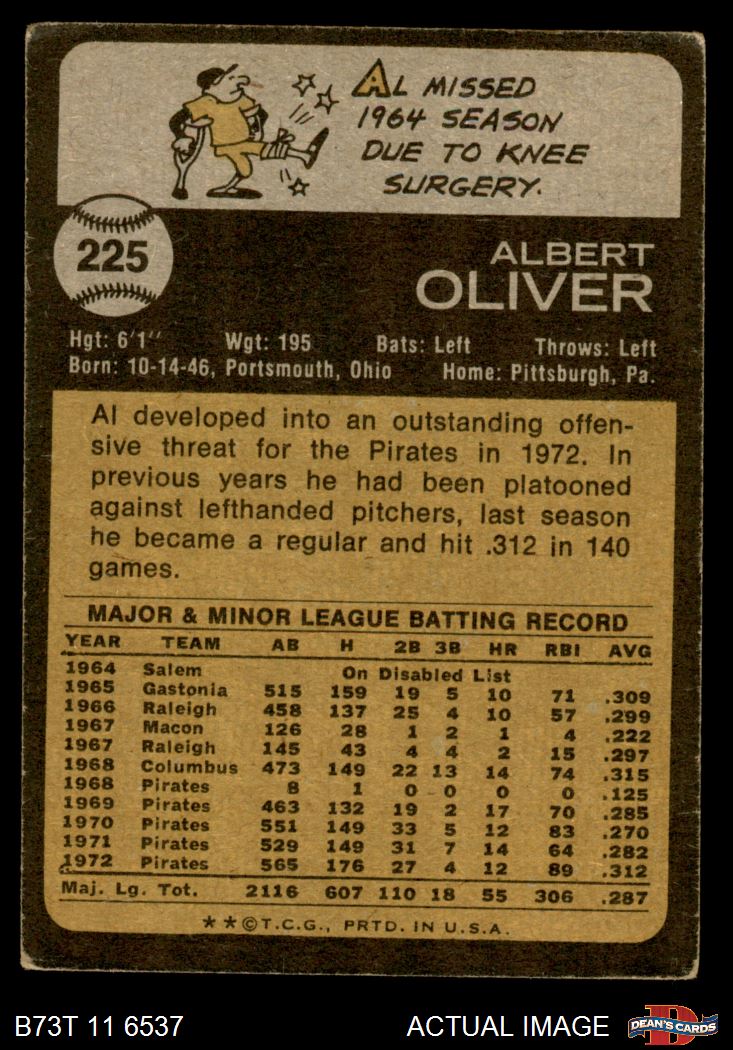 AL MISSED
1964 SEASON
DUE TO KNEE
SURGERY.
225
ALBERT
OLIVER
Hgt: 6'1" Wgt: 195 Bats: Left Throws: Left
Born: 10-14-46, Portsmouth, Ohio Home: Pittsburgh, Pa.
Al developed into an outstanding offen-
sive threat for the Pirates in 1972. In
previous years he had been platooned
against lefthanded pitchers, last season
he became a regular and hit .312 in 140
games.
MAJOR & MINOR LEAGUE BATTING RECORD
YEAR TEAM AB H 2B 3B HR RBI AVG
1964 Salem On Disabled List
1965 Gastonia 515 159 19 5 10 71 .309
1966 Raleigh 458 137 25 4 10 57 .299
1967 Macon 126 28 1 2 1 4 .222
1967 Raleigh 145 43 4 4 2 15 .297
1968 Columbus 473 149 22 13 14 74 .315
1968 Pirates 8 1 0 0 0 0 .125
1969 Pirates 463 132 19 2 17 70 .285
1970 Pirates 551 149 33 5 12 83 .270
1971 Pirates 529 149 31 7 14 64 .282
1972 Pirates 565 176 27 4 12 89 .312
Maj. Lg. Tot. 2116 607 110 18 55 306 .287
**©T.C.G., PRTD. IN U.S.A.
B73T 11 6537 ACTUAL IMAGE D DEAN'S CARDS